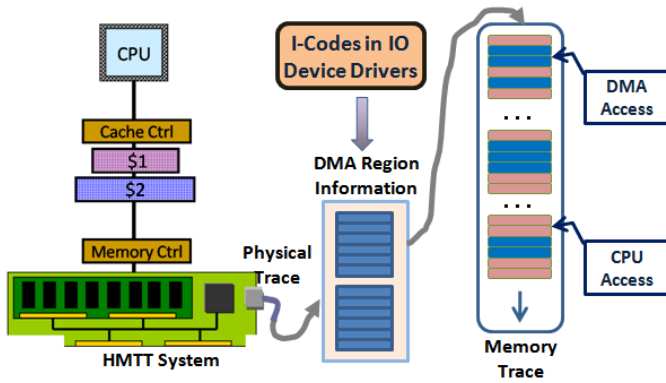 CPU
Cache Ctrl
$1
$2
Memory Ctrl
HMTT System
Physical
Trace
I-Codes in IO
Device Drivers
DMA Region
Information
...
...
DMA
Access
CPU
Access
Memory
Trace